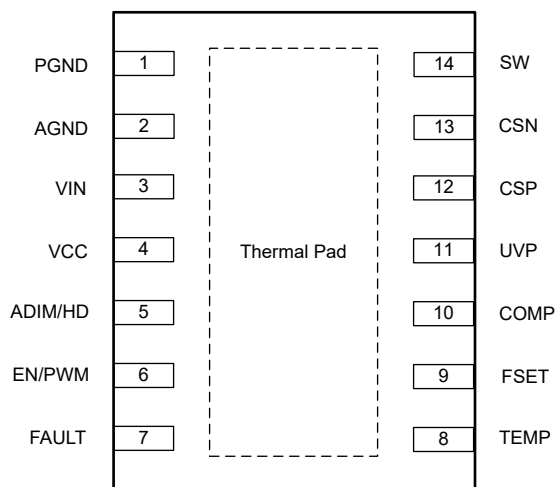 PGND 1 14 SW
AGND 2 13 CSN
VIN 3 12 CSP
VCC 4 Thermal Pad 11 UVP
ADIM/HD 5 10 COMP
EN/PWM 6 9 FSET
FAULT 7 8 TEMP